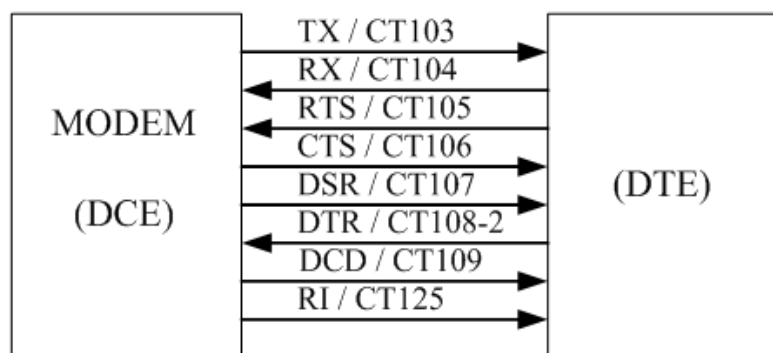 TX / CT103
RX / CT104
RTS / CT105
MODEM
CTS / CT106
DSR / CT107
(DCE)
(DTE)
DTR / CT108-2
DCD / CT109
RI / CT125